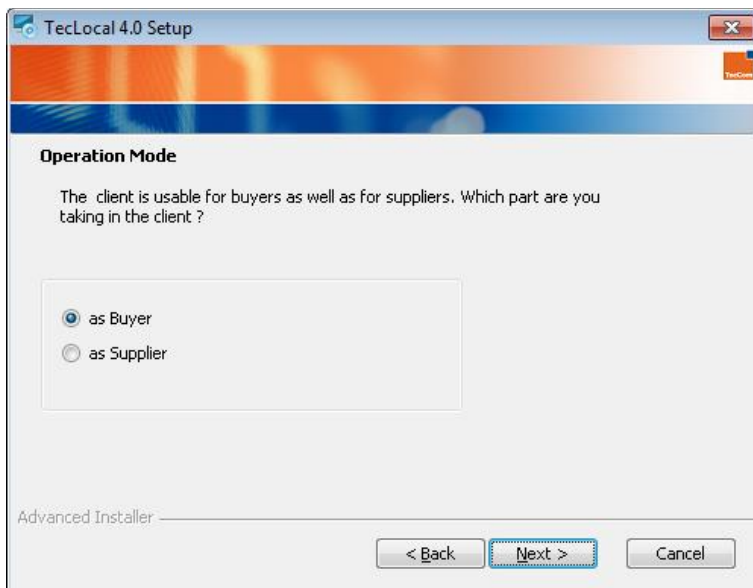 TecLocal 4.0 Setup
TecCom
Operation Mode
The client is usable for buyers as well as for suppliers. Which part are you
taking in the client ?
as Buyer
as Supplier
Advanced Installer
< Back
Next >
Cancel